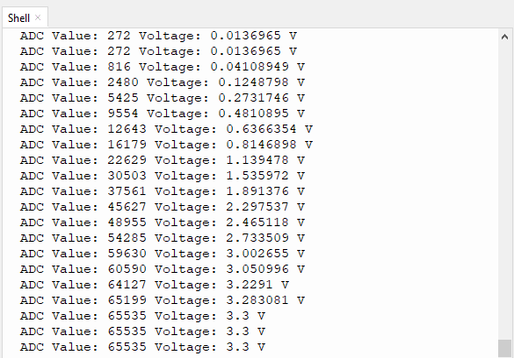 Shell ×
ADC Value: 272 Voltage: 0.0136965 V
ADC Value: 272 Voltage: 0.0136965 V
ADC Value: 816 Voltage: 0.04108949 V
ADC Value: 2480 Voltage: 0.1248798 V
ADC Value: 5425 Voltage: 0.2731746 V
ADC Value: 9554 Voltage: 0.4810895 V
ADC Value: 12643 Voltage: 0.6366354 V
ADC Value: 16179 Voltage: 0.8146898 V
ADC Value: 22629 Voltage: 1.139478 V
ADC Value: 30503 Voltage: 1.535972 V
ADC Value: 37561 Voltage: 1.891376 V
ADC Value: 45627 Voltage: 2.297537 V
ADC Value: 48955 Voltage: 2.465118 V
ADC Value: 54285 Voltage: 2.733509 V
ADC Value: 59630 Voltage: 3.002655 V
ADC Value: 60590 Voltage: 3.050996 V
ADC Value: 64127 Voltage: 3.2291 V
ADC Value: 65199 Voltage: 3.283081 V
ADC Value: 65535 Voltage: 3.3 V
ADC Value: 65535 Voltage: 3.3 V
ADC Value: 65535 Voltage: 3.3 V